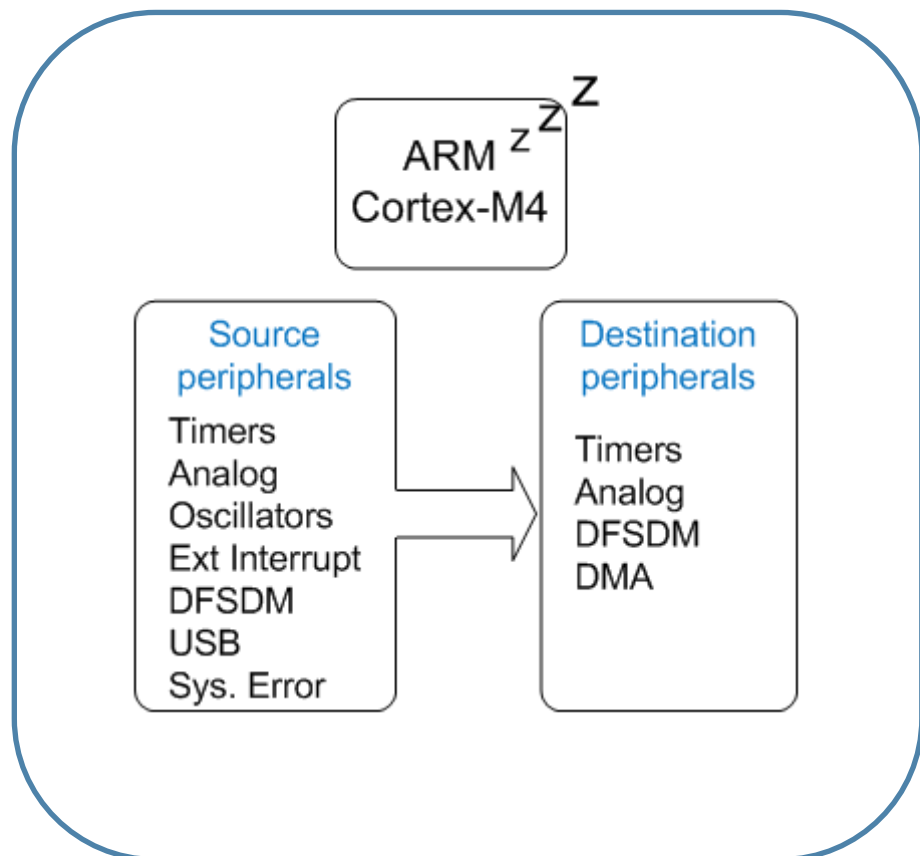 ARM z z z
Cortex-M4
Source
peripherals
Timers
Analog
Oscillators
Ext Interrupt
DFSDM
USB
Sys. Error
Destination
peripherals
Timers
Analog
DFSDM
DMA